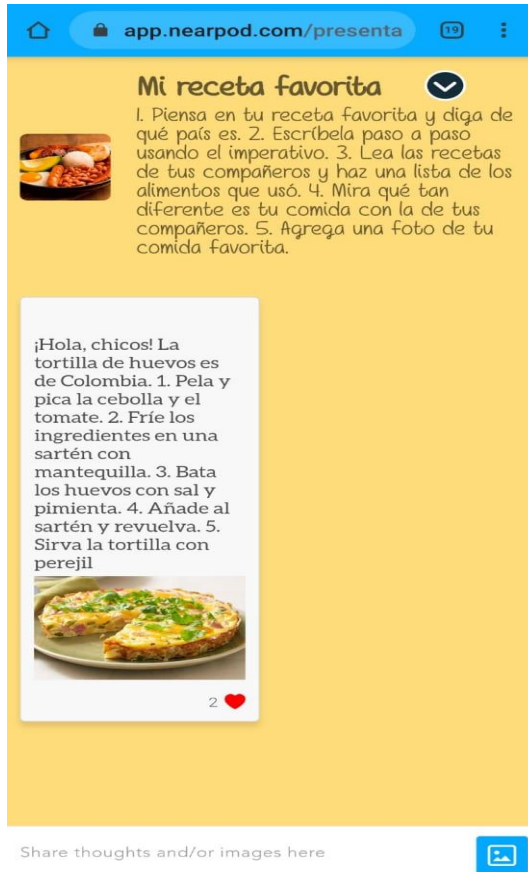 app.nearpod.com/presenta
19
Mi receta favorita
1. Piensa en tu receta favorita y diga de
qué país es. 2. Escríbela paso a paso
usando el imperativo. 3. Lea las recetas
de tus compañeros y haz una lista de los
alimentos que usó. 4. Mira qué tan
diferente es tu comida con la de tus
compañeros. 5. Agrega una foto de tu
comida favorita.
¡Hola, chicos! La
tortilla de huevos es
de Colombia. 1. Pela y
pica la cebolla y el
tomate. 2. Fríe los
ingredientes en una
sartén con
mantequilla. 3. Bata
los huevos con sal y
pimienta. 4. Añade al
sartén y revuelva. 5.
Sirva la tortilla con
perejil
2
Share thoughts and/or images here